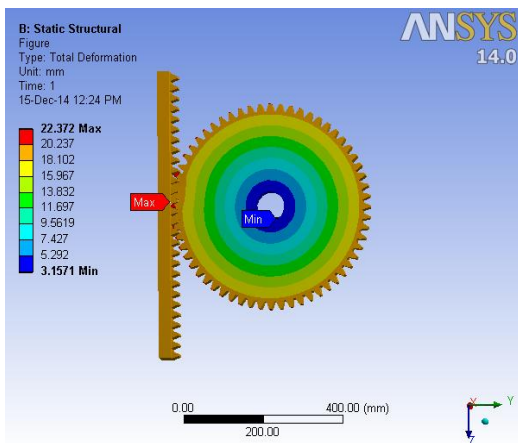 B: Static Structural
Figure
Type: Total Deformation
Unit: mm
Time: 1
15-Dec-14 12:24 PM
22.372 Max
20.237
18.102
15.967
13.832
11.697
9.5619
7.427
5.292
3.1571 Min
ANSYS
14.0
Max
Min
0.00
400.00 (mm)
200.00
X
Y
Z